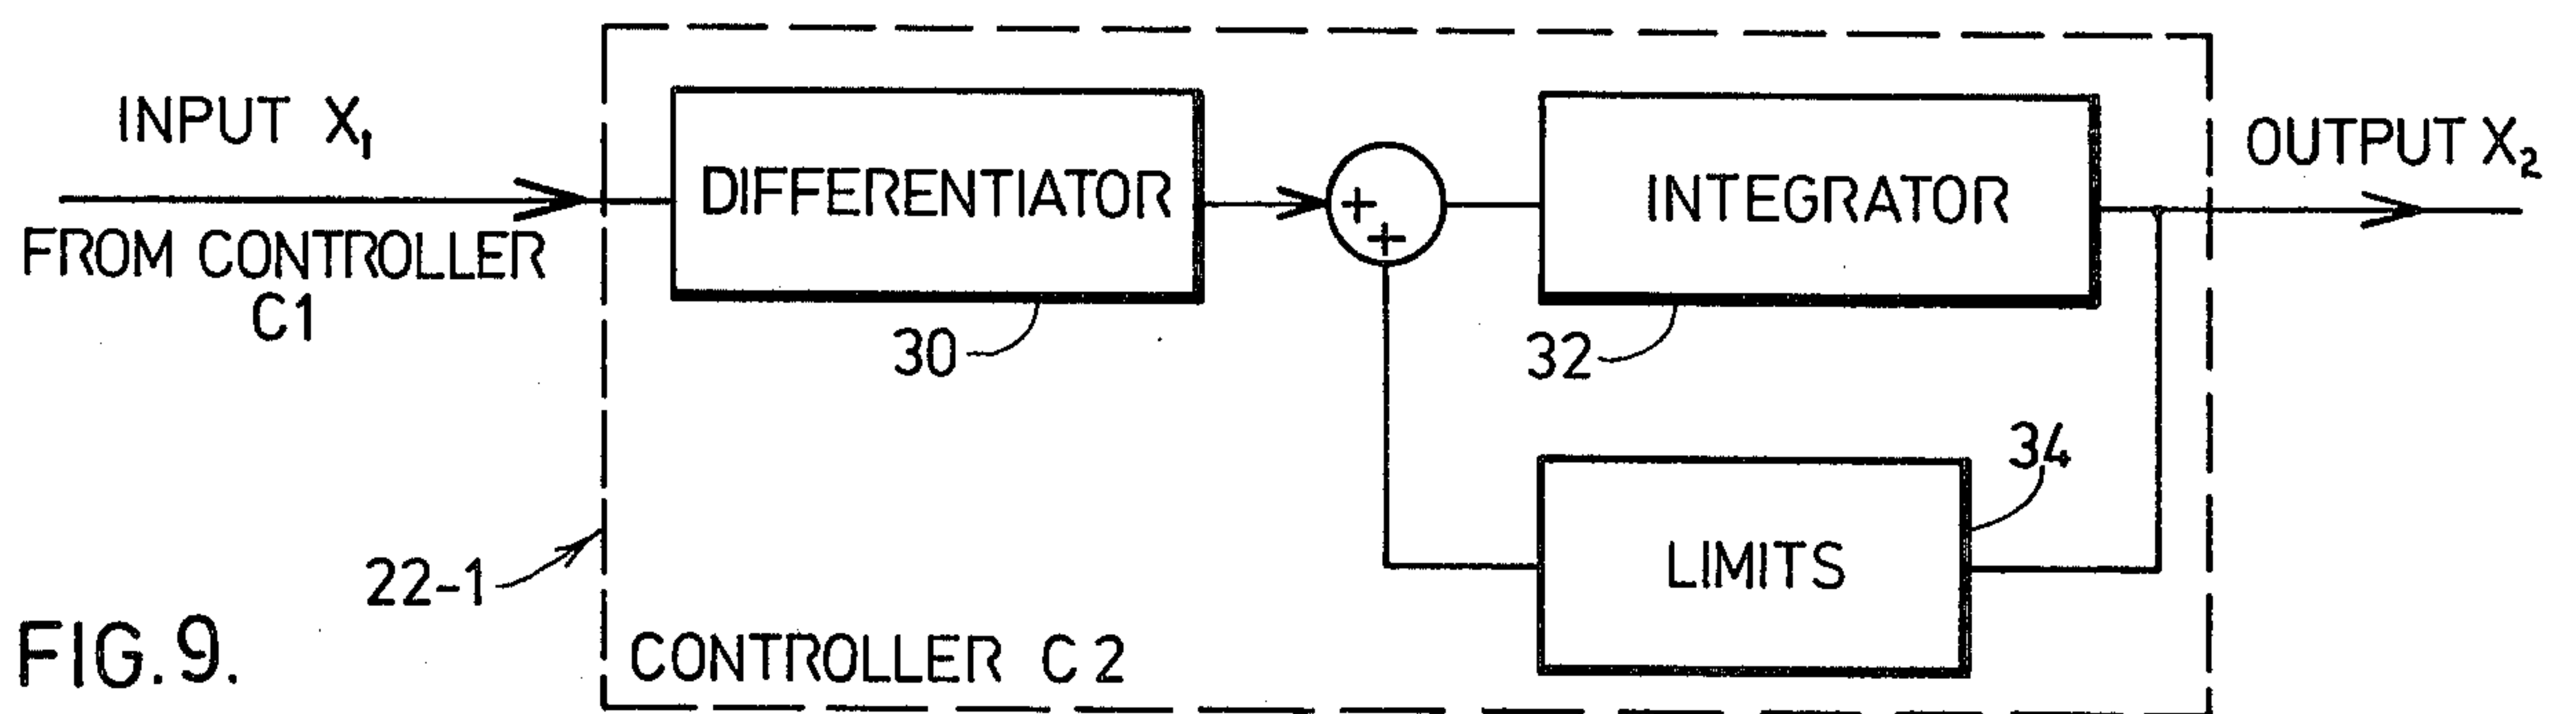 INPUT X₁
FROM CONTROLLER
C1
DIFFERENTIATOR
30
+
+
INTEGRATOR
32
OUTPUT X₂
LIMITS
34
22-1
CONTROLLER C2
FIG. 9.